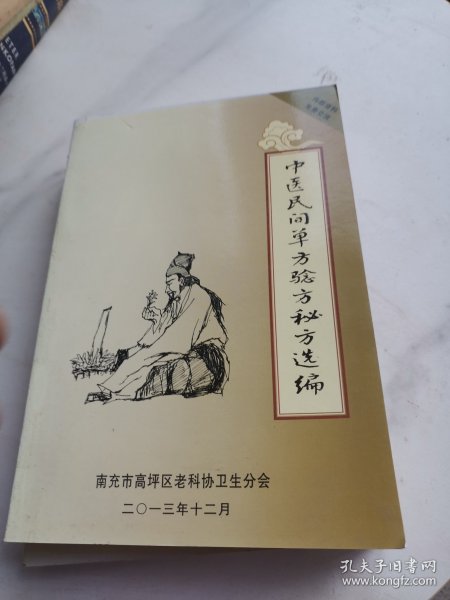 中医民间单方验方秘方选编
南充市高坪区老科协卫生分会
二〇一三年十二月
孔夫子旧书网
www.kongfz.com